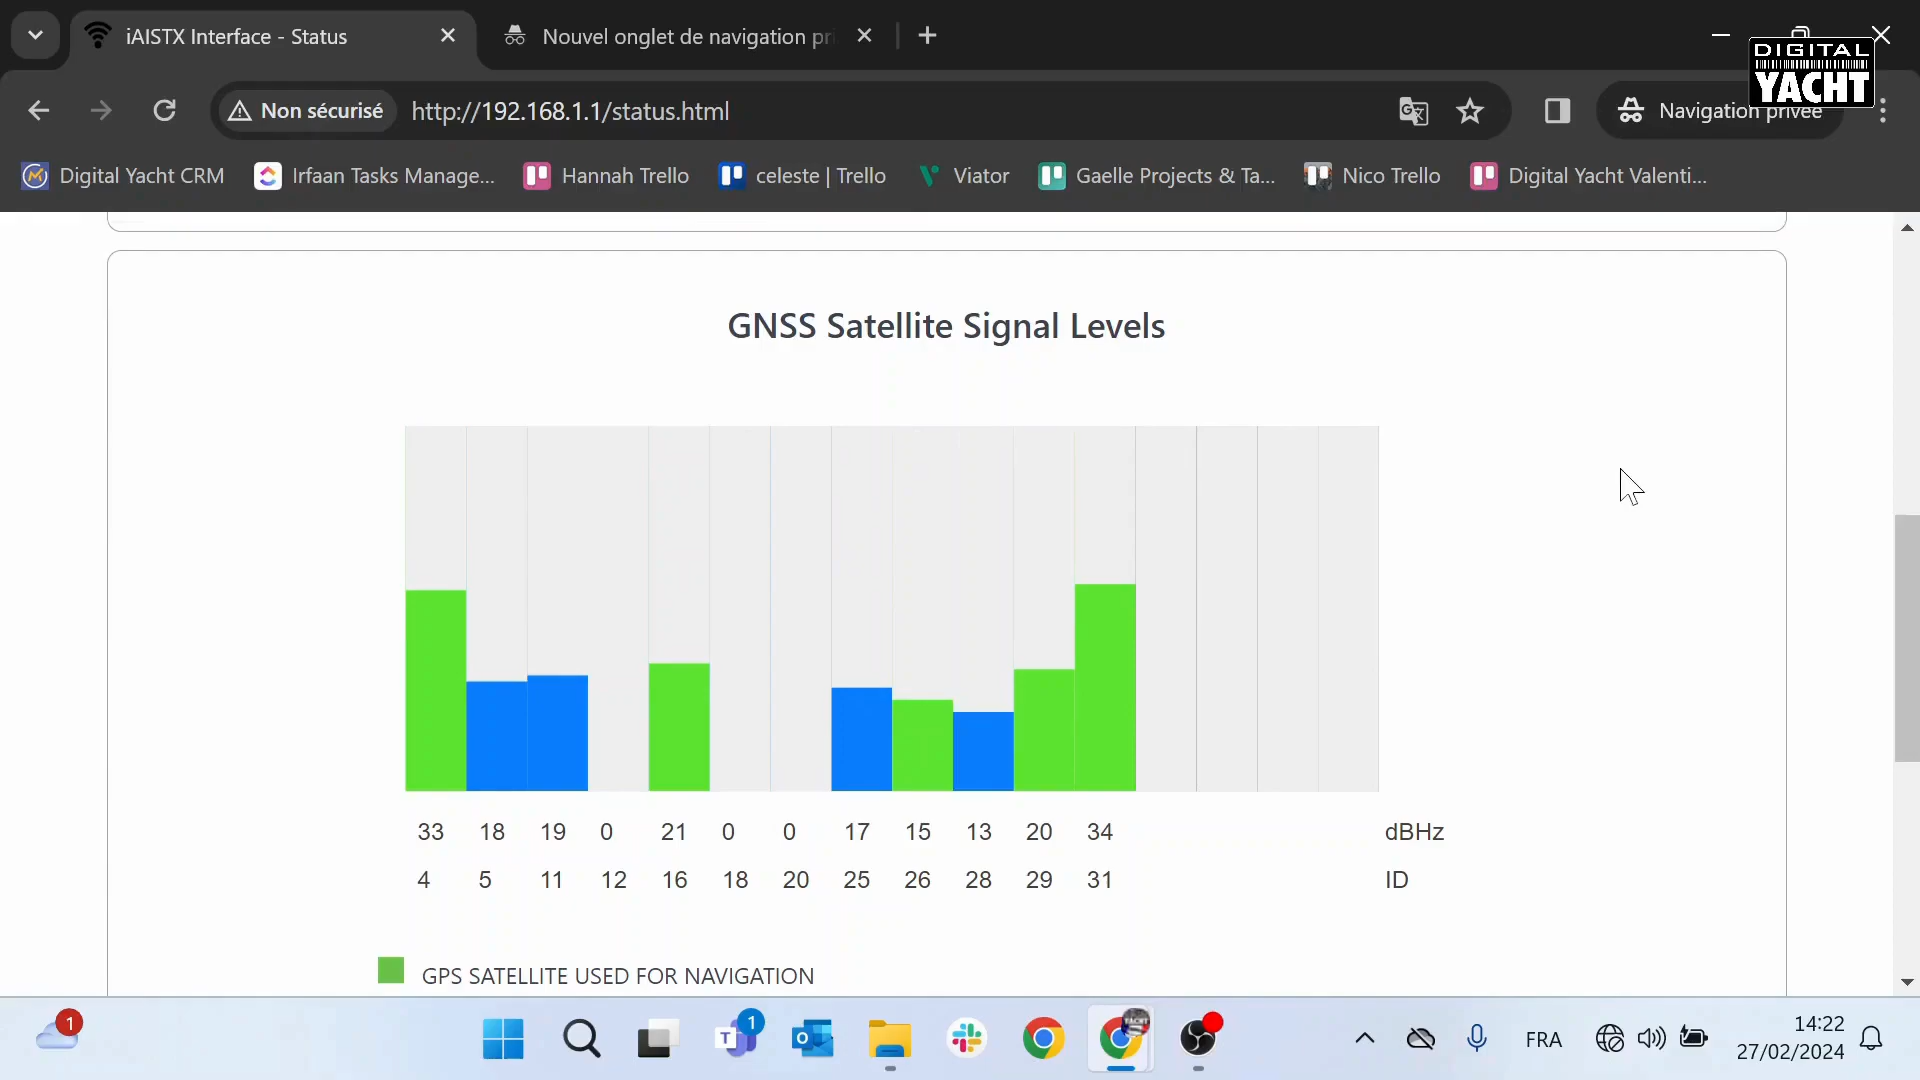 iAISTX Interface - Status
Nouvel onglet de navigation pri
DIGITAL
YACHT
Non sécurisé
http://192.168.1.1/status.html
Navigation privée
Digital Yacht CRM
Irfaan Tasks Manage...
Hannah Trello
celeste | Trello
Viator
Gaelle Projects & Ta...
Nico Trello
Digital Yacht Valenti...
GNSS Satellite Signal Levels
33 18 19 0 21 0 0 17 15 13 20 34 dBHz
4 5 11 12 16 18 20 25 26 28 29 31 ID
GPS SATELLITE USED FOR NAVIGATION
1
1
FRA
14:22
27/02/2024